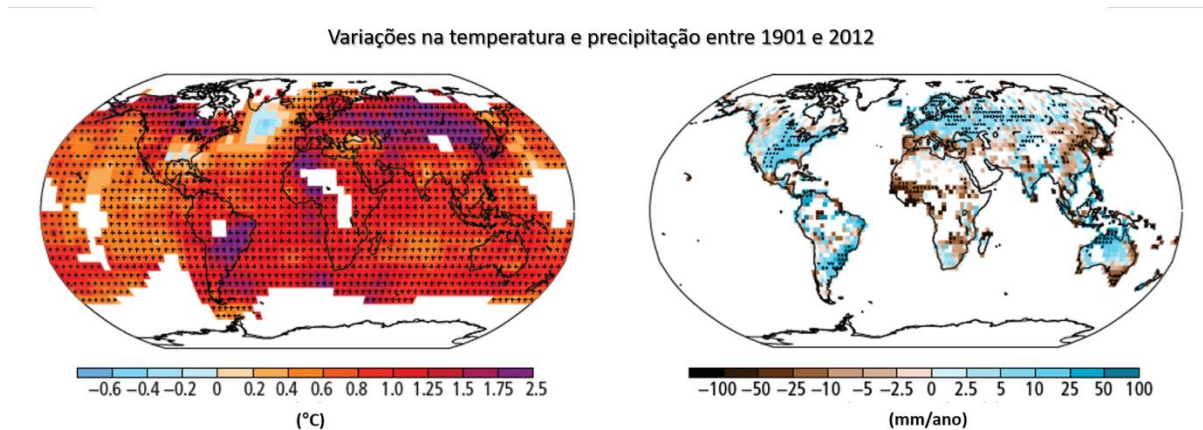 Variações na temperatura e precipitação entre 1901 e 2012
−0.6 −0.4 −0.2 0 0.2 0.4 0.6 0.8 1.0 1.25 1.5 1.75 2.5
(°C)
−100 −50 −25 −10 −5 −2.5 0 2.5 5 10 25 50 100
(mm/ano)